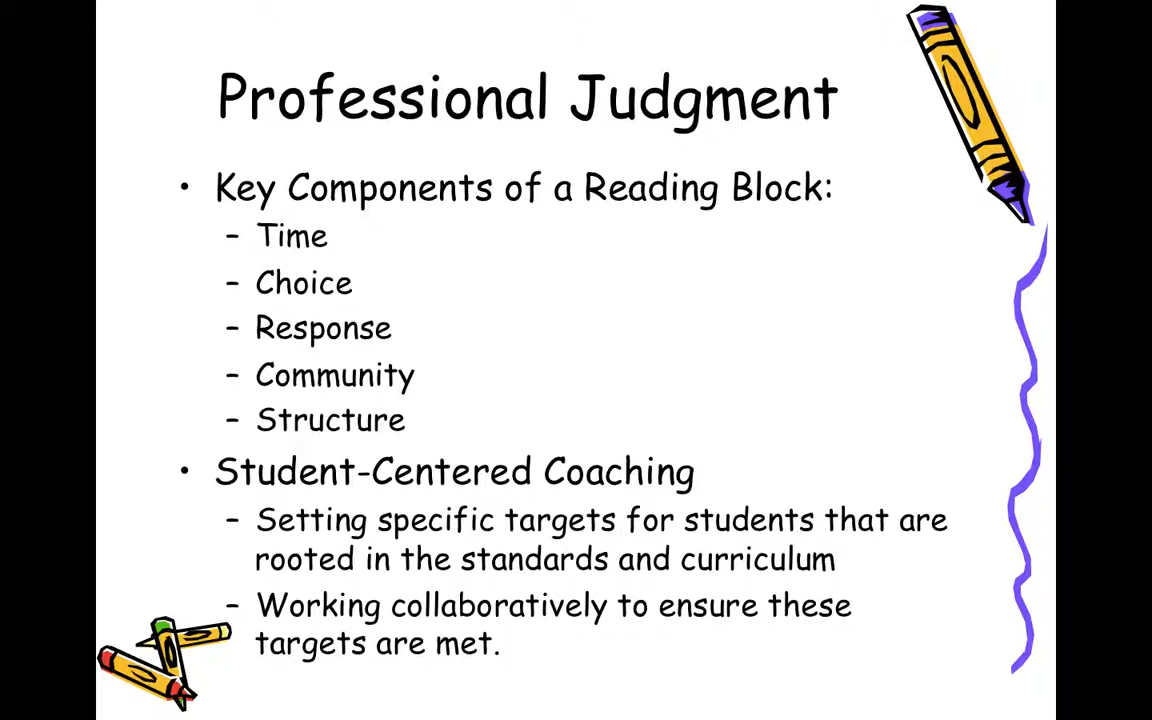 Professional Judgment
• Key Components of a Reading Block:
– Time
– Choice
– Response
– Community
– Structure
• Student-Centered Coaching
– Setting specific targets for students that are
rooted in the standards and curriculum
– Working collaboratively to ensure these
targets are met.